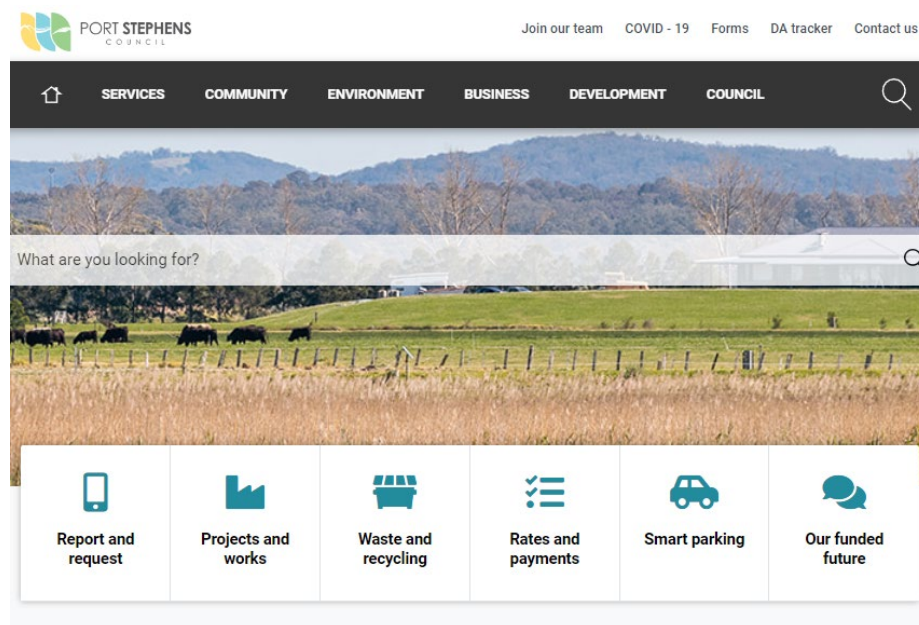 PORT STEPHENS
COUNCIL
Join our team COVID - 19 Forms DA tracker Contact us
SERVICES COMMUNITY ENVIRONMENT BUSINESS DEVELOPMENT COUNCIL
What are you looking for?
Report and request
Projects and works
Waste and recycling
Rates and payments
Smart parking
Our funded future